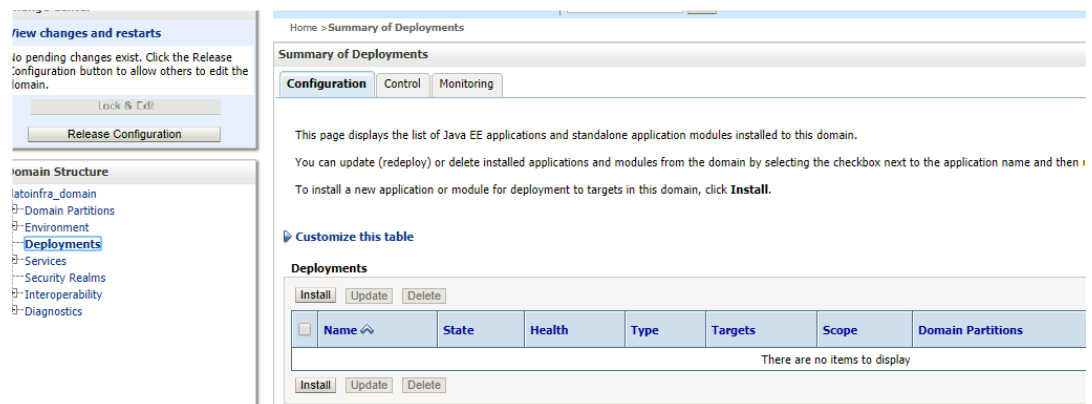 View changes and restarts
No pending changes exist. Click the Release
Configuration button to allow others to edit the
domain.
Lock & Edit
Release Configuration
Domain Structure
latoinfra_domain
Domain Partitions
Environment
Deployments
Services
Security Realms
Interoperability
Diagnostics
Home >Summary of Deployments
Summary of Deployments
Configuration Control Monitoring
This page displays the list of Java EE applications and standalone application modules installed to this domain.
You can update (redeploy) or delete installed applications and modules from the domain by selecting the checkbox next to the application name and then
To install a new application or module for deployment to targets in this domain, click Install.
Customize this table
Deployments
Install Update Delete
Name State Health Type Targets Scope Domain Partitions
There are no items to display
Install Update Delete